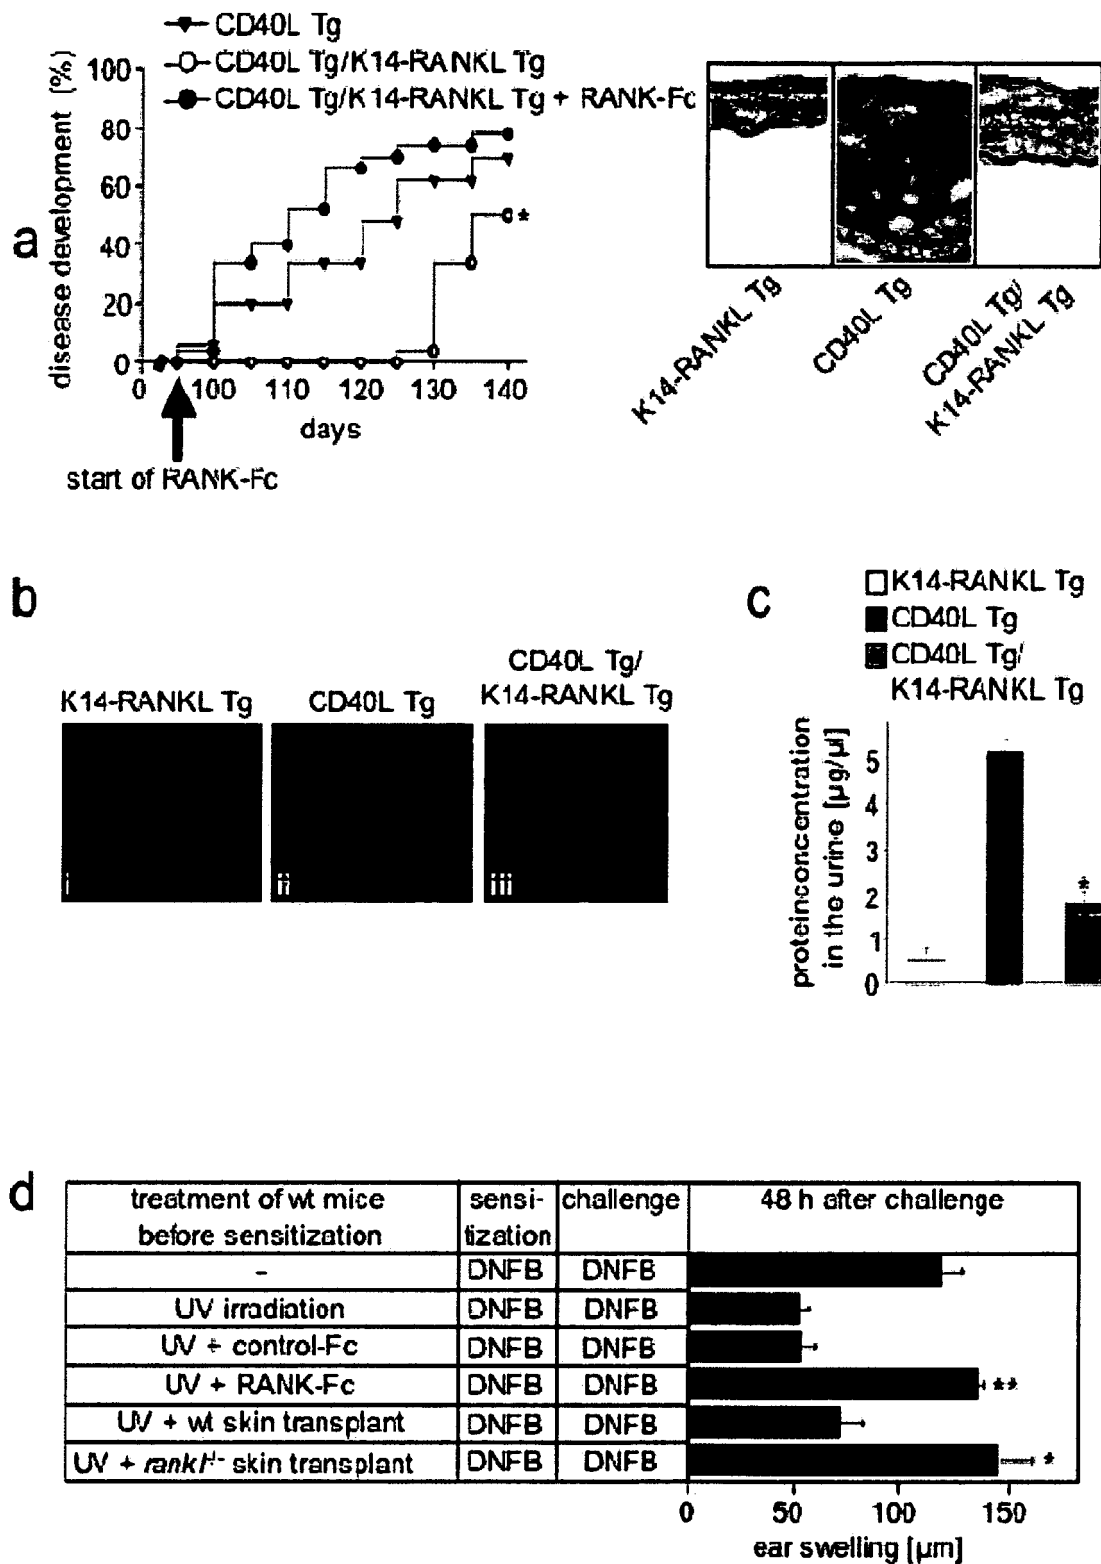 CD40L Tg
CD40L Tg/K14-RANKL Tg
CD40L Tg/K14-RANKL Tg + RANK-Fc
a
disease development (%)
100
80
60
40
20
0
0 100 110 120 130 140
*
days
start of RANK-Fc
K14-RANKL Tg
CD40L Tg
CD40L Tg/
K14-RANKL Tg
b
K14-RANKL Tg
CD40L Tg
CD40L Tg/
K14-RANKL Tg
i
ii
iii
c
K14-RANKL Tg
CD40L Tg
CD40L Tg/
K14-RANKL Tg
proteinconcentration
in the urine [µg/µl]
5
4
3
2
1
0
*
d
treatment of wt mice
before sensitization
sensi-
tization
challenge
48 h after challenge
- DNFB DNFB
UV irradiation DNFB DNFB
UV + control-Fc DNFB DNFB
UV + RANK-Fc DNFB DNFB **
UV + wt skin transplant DNFB DNFB
UV + rankl-/- skin transplant DNFB DNFB *
0 50 100 150
ear swelling [µm]